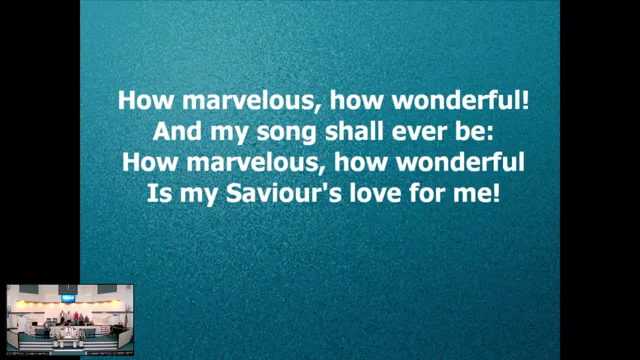 How marvelous, how wonderful!
And my song shall ever be:
How marvelous, how wonderful
Is my Saviour's love for me!